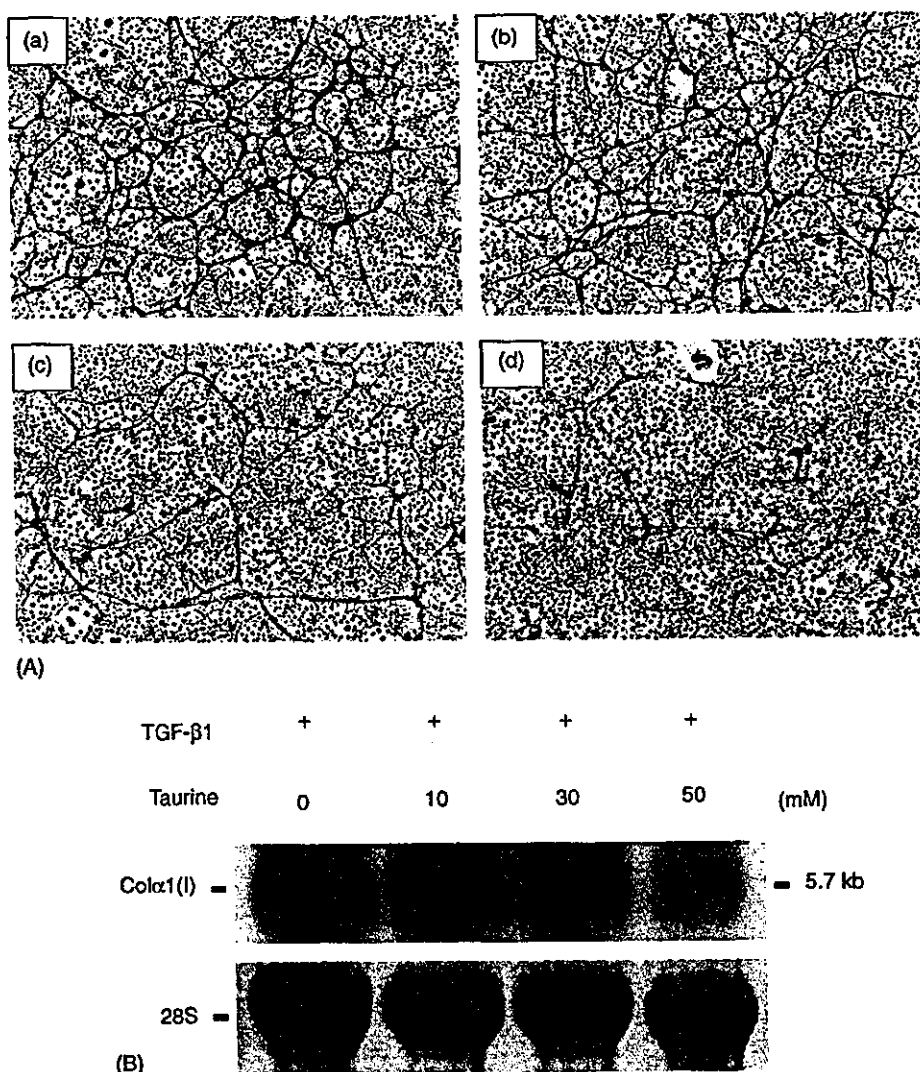 (a)
(b)
(c)
(d)
(A)
TGF-β1 + + + +
Taurine 0 10 30 50 (mM)
Colα1(I) 5.7 kb
28S
(B)